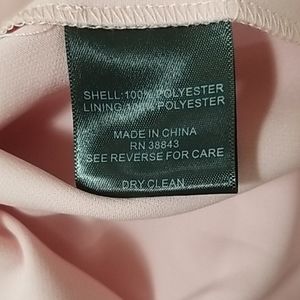 SHELL:100% POLYESTER
LINING:100% POLYESTER
MADE IN CHINA
RN 38843
SEE REVERSE FOR CARE
DRY CLEAN